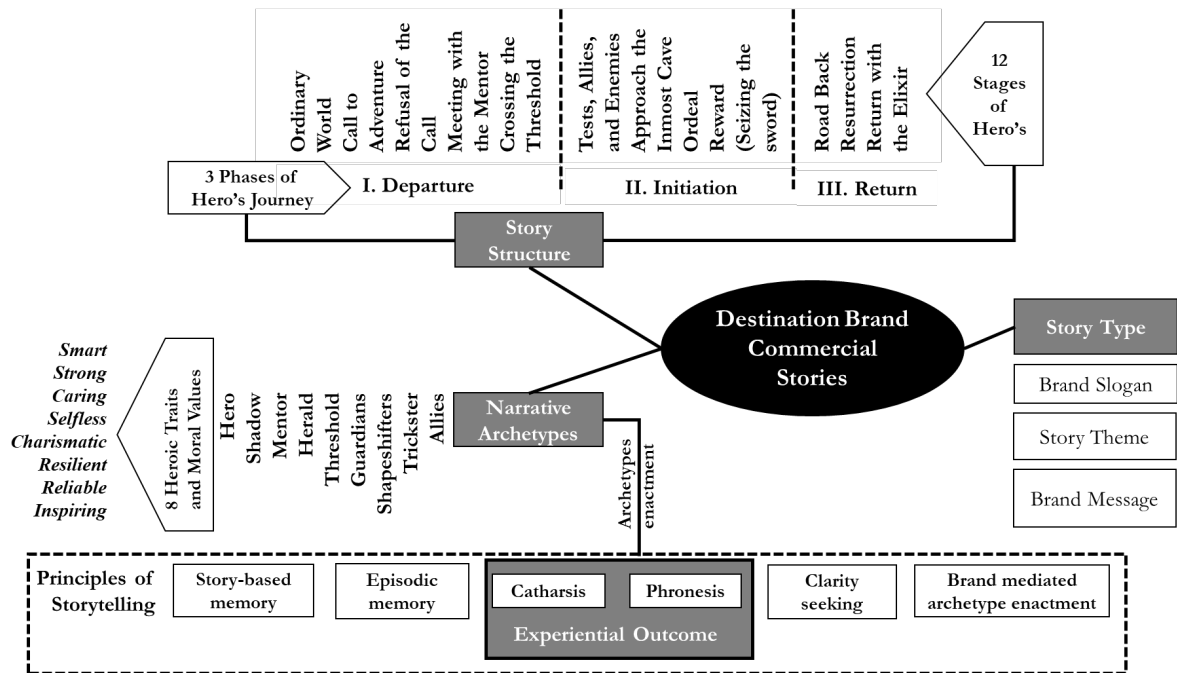 Ordinary
World
Call to
Adventure
Refusal of the
Call
Meeting with
the Mentor
Crossing the
Threshold
Tests, Allies,
and Enemies
Approach the
Inmost Cave
Ordeal
Reward
(Seizing the
sword)
Road Back
Resurrection
Return with
the Elixir
12
Stages
of
Hero's
3 Phases of
Hero's Journey
I. Departure
II. Initiation
III. Return
Story
Structure
Destination Brand
Commercial
Stories
Story Type
Brand Slogan
Story Theme
Brand Message
Smart
Strong
Caring
Selfless
Charismatic
Resilient
Reliable
Inspiring
8 Heroic Traits
and Moral Values
Hero
Shadow
Mentor
Herald
Threshold
Guardians
Shapeshifters
Trickster
Allies
Narrative
Archetypes
Archetypes
enactment
Principles of
Storytelling
Story-based
memory
Episodic
memory
Catharsis
Phronesis
Experiential Outcome
Clarity
seeking
Brand mediated
archetype enactment